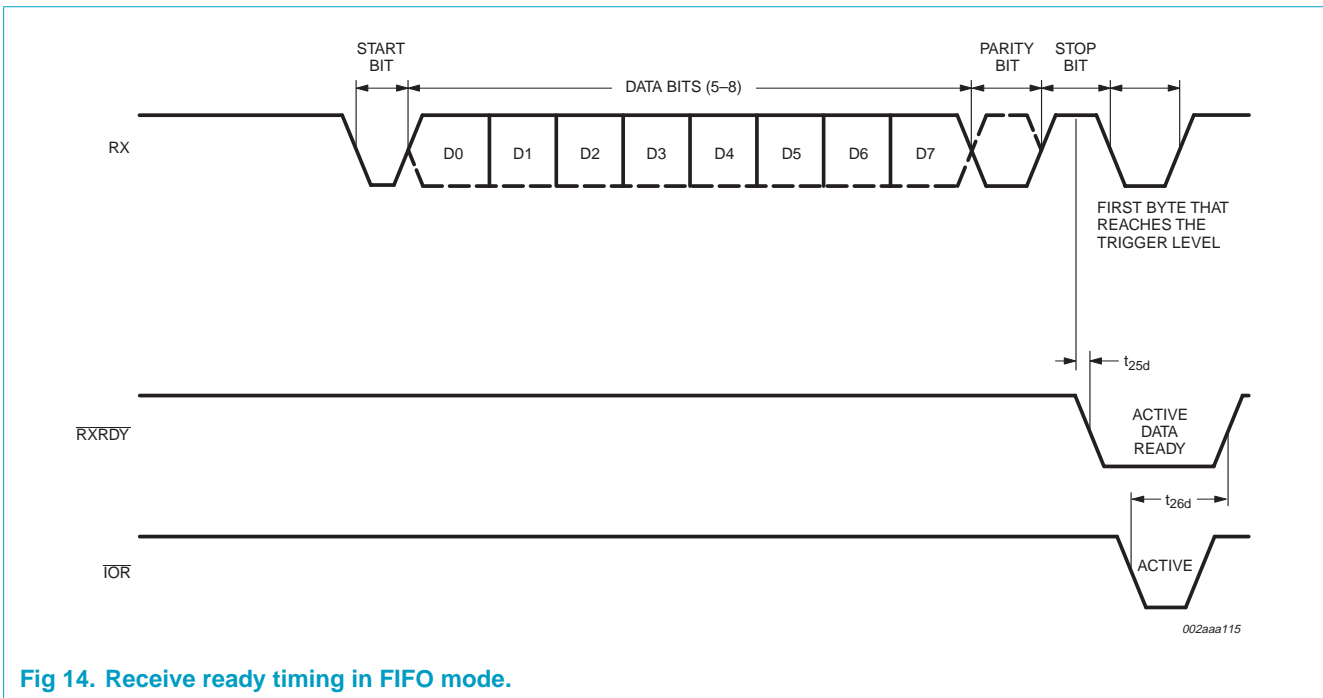 START
BIT
DATA BITS (5–8)
PARITY
BIT
STOP
BIT
RX
D0
D1
D2
D3
D4
D5
D6
D7
FIRST BYTE THAT
REACHES THE
TRIGGER LEVEL
t25d
RXRDY
ACTIVE
DATA
READY
t26d
IOR
ACTIVE
002aaa115
Fig 14. Receive ready timing in FIFO mode.